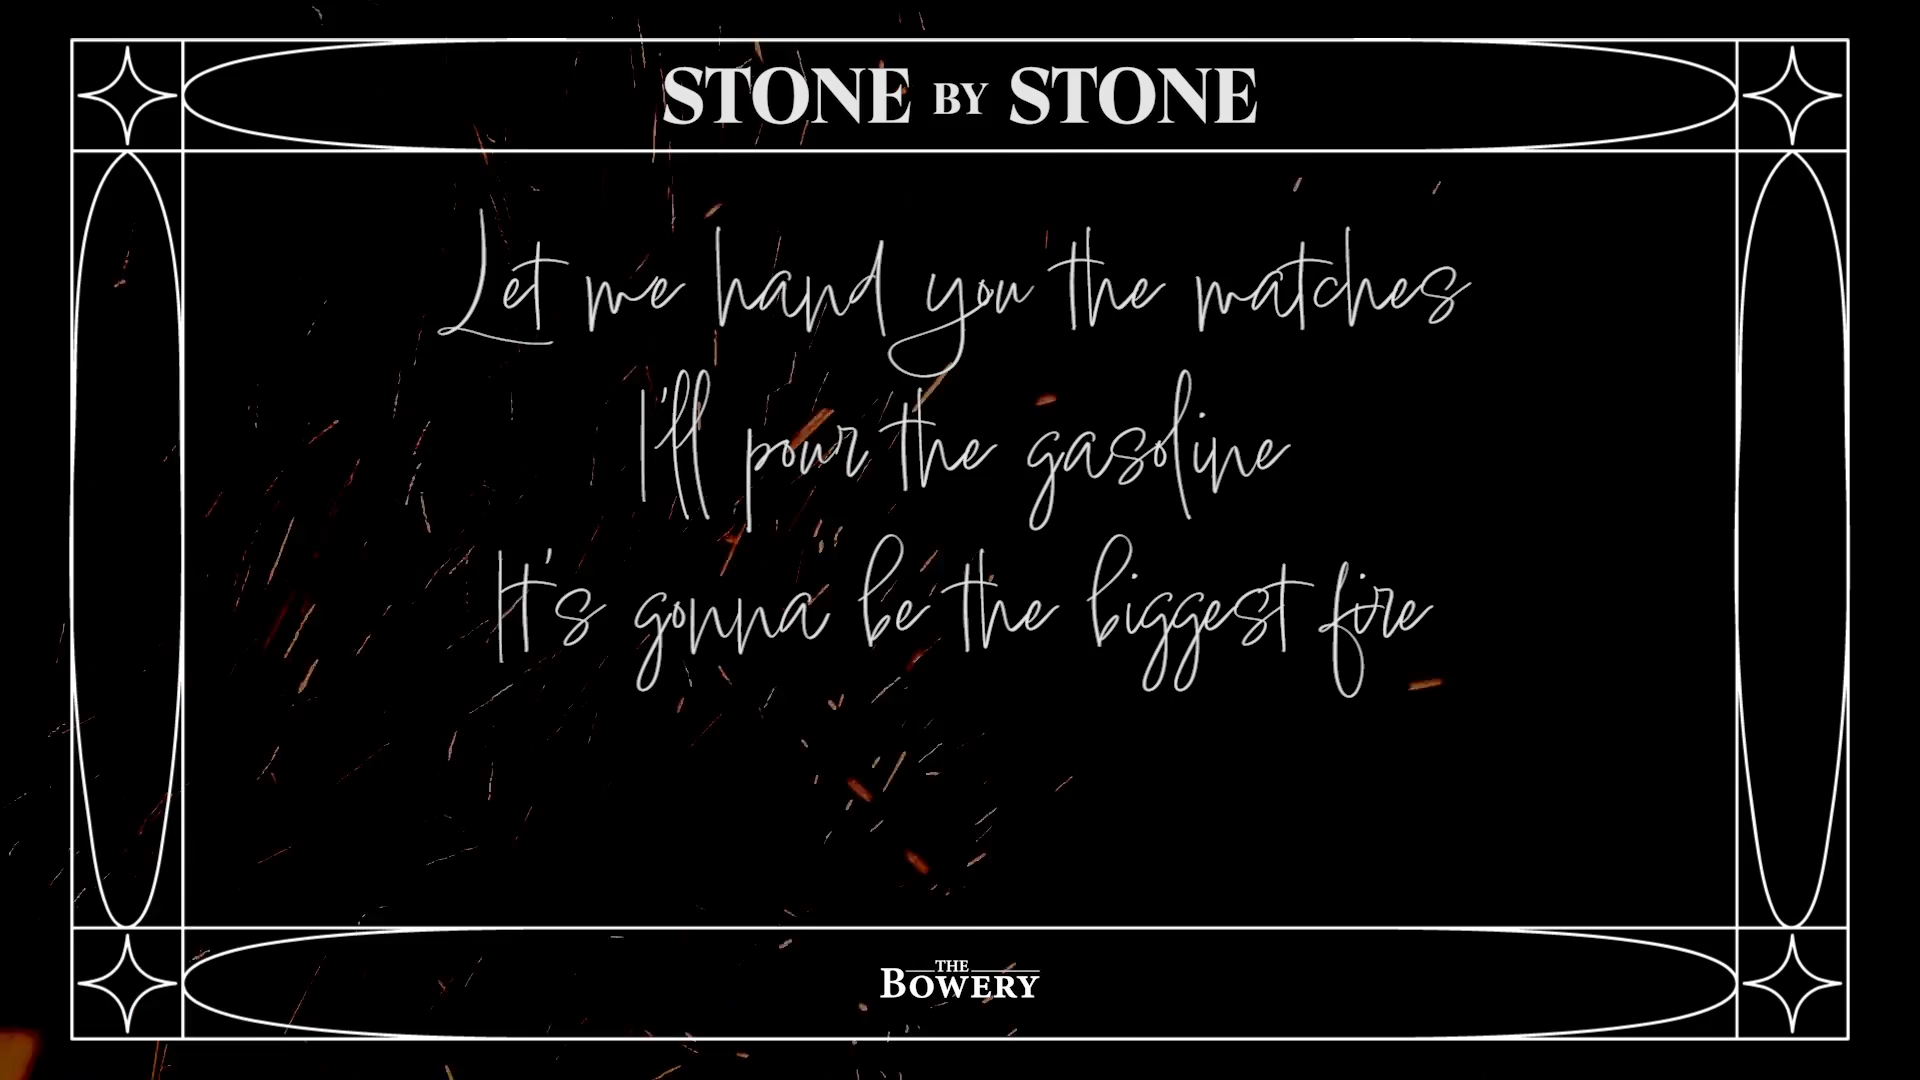 STONE BY STONE
Let me hand you the matches
I'll pour the gasoline
It's gonna be the biggest fire
THE
BOWERY